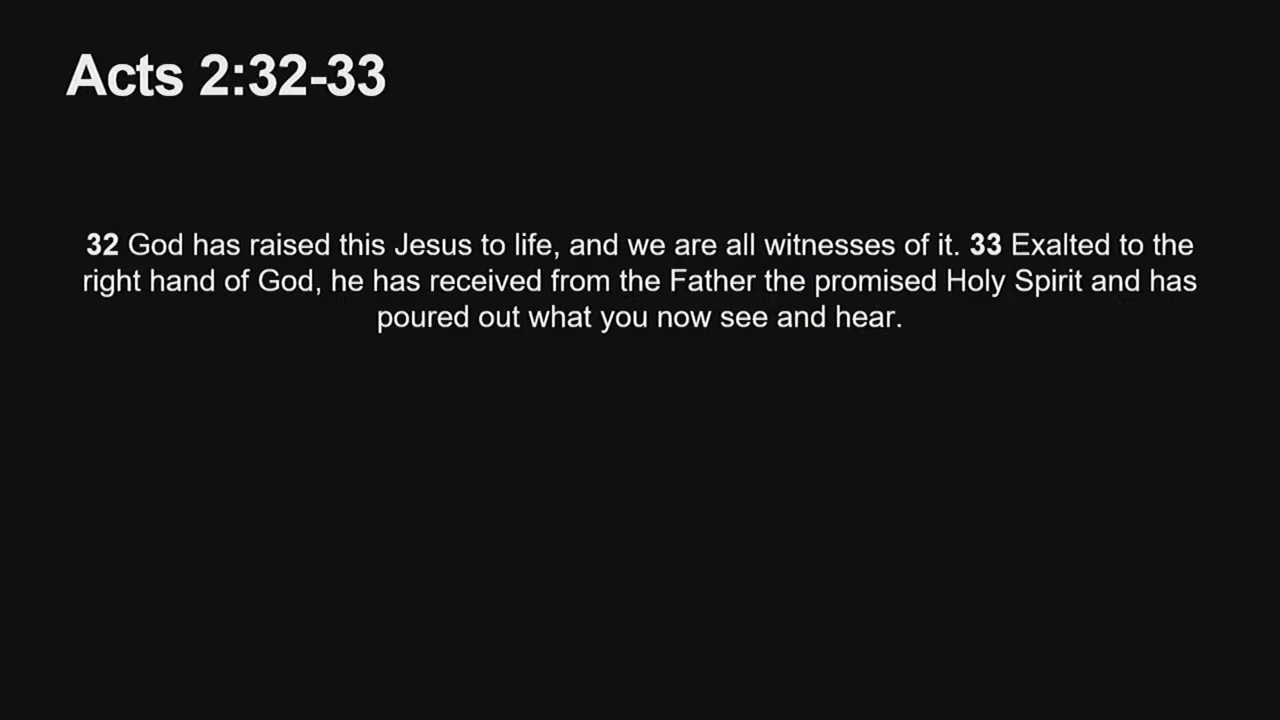 Acts 2:32-33
32 God has raised this Jesus to life, and we are all witnesses of it. 33 Exalted to the
right hand of God, he has received from the Father the promised Holy Spirit and has
poured out what you now see and hear.